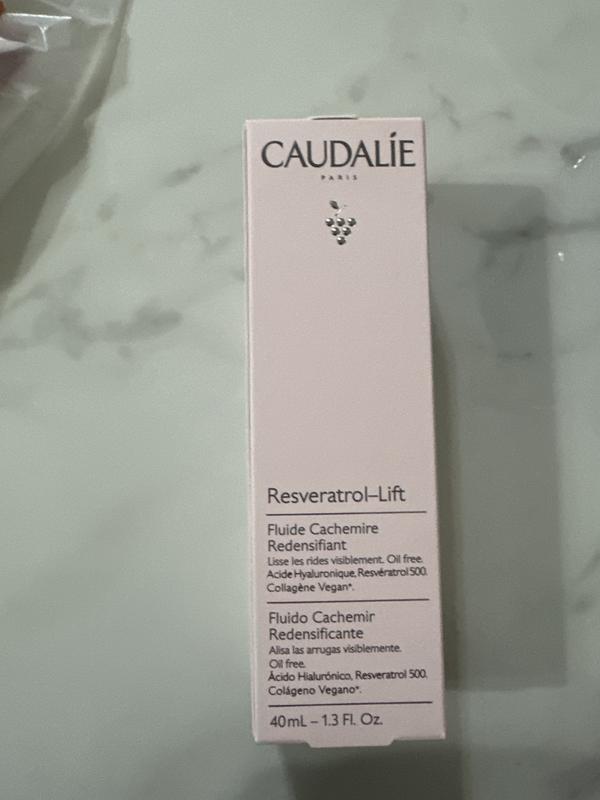 CAUDALÍE
PARIS
Resveratrol–Lift
Fluide Cachemire
Redensifiant
Lisse les rides visiblement. Oil free.
Acide Hyaluronique, Resvératrol 500.
Collagène Vegan*.
Fluido Cachemir
Redensificante
Alisa las arrugas visiblemente.
Oil free.
Ácido Hialurónico, Resveratrol 500.
Colágeno Vegano*.
40mL – 1.3 Fl. Oz.